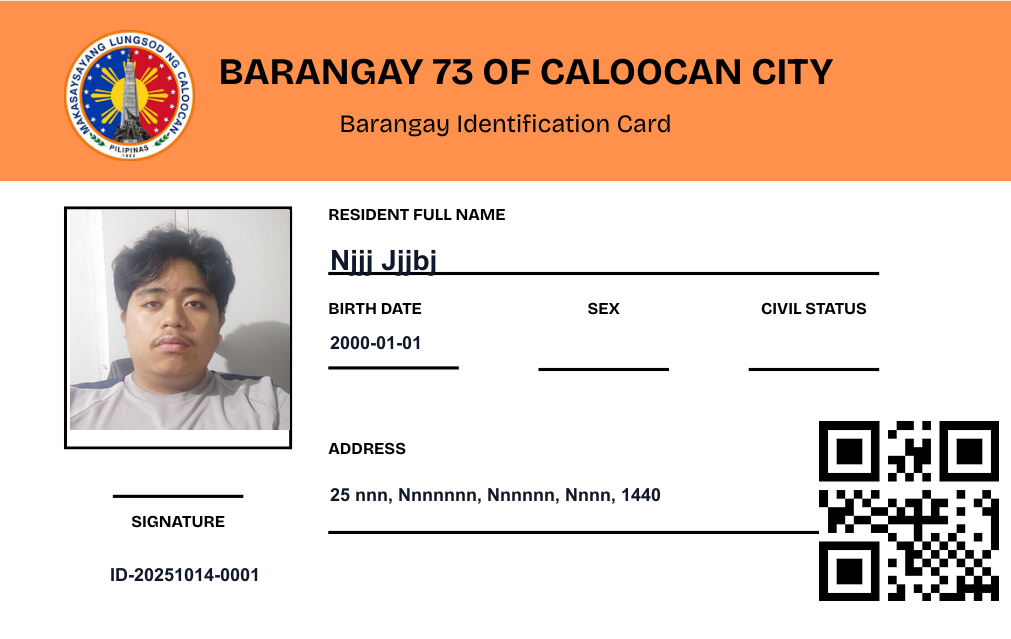 MAKASAYSAYANG LUNGSOD NG CALOOCAN
PILIPINAS
1962
BARANGAY 73 OF CALOOCAN CITY
Barangay Identification Card
RESIDENT FULL NAME
Njjj Jjjbj
BIRTH DATE
SEX
CIVIL STATUS
2000-01-01
ADDRESS
25 nnn, Nnnnnnn, Nnnnnn, Nnnn, 1440
SIGNATURE
ID-20251014-0001